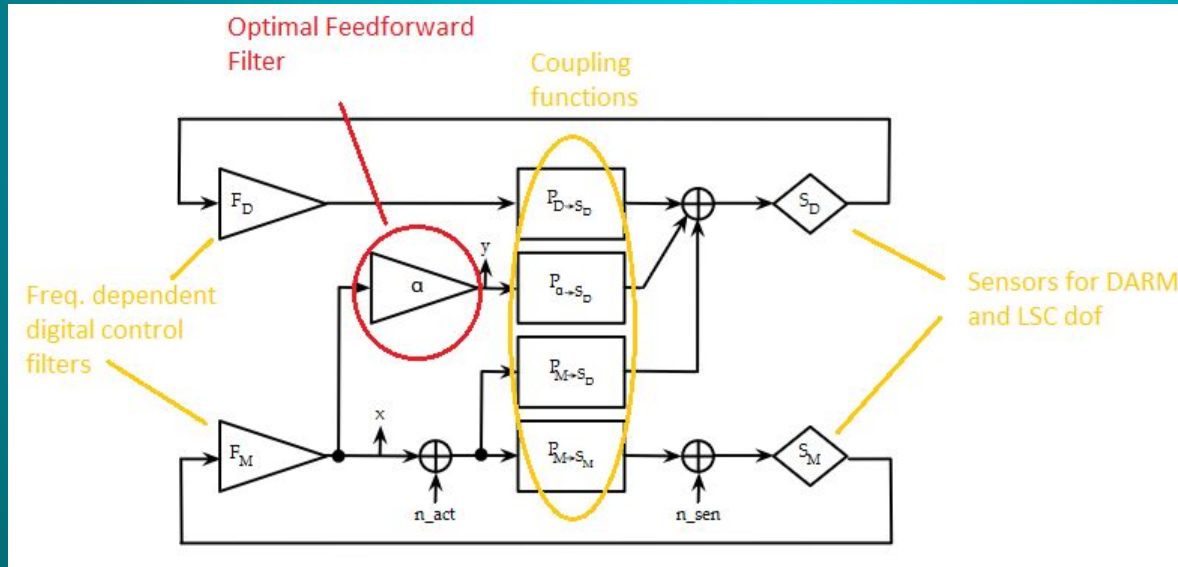 Optimal Feedforward
Filter
Coupling
functions
F_D
P_D→S_D
S_D
y
α
P_α→S_D
Freq. dependent
digital control
filters
Sensors for DARM
and LSC dof
P_M→S_D
x
F_M
P_M→S_M
S_M
n_act
n_sen